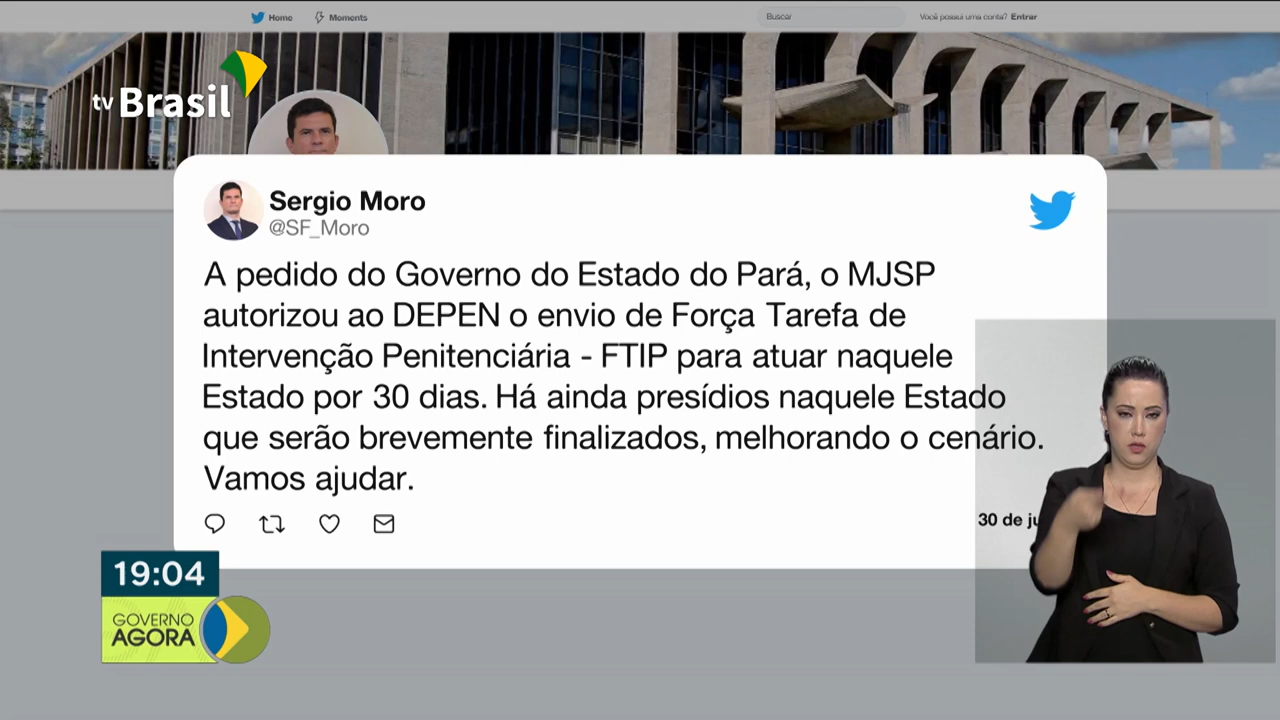 Home
Moments
Buscar
Você possui uma conta? Entrar
tv Brasil
Sergio Moro
@SF_Moro
A pedido do Governo do Estado do Pará, o MJSP
autorizou ao DEPEN o envio de Força Tarefa de
Intervenção Penitenciária - FTIP para atuar naquele
Estado por 30 dias. Há ainda presídios naquele Estado
que serão brevemente finalizados, melhorando o cenário.
Vamos ajudar.
30 de
19:04
GOVERNO
AGORA